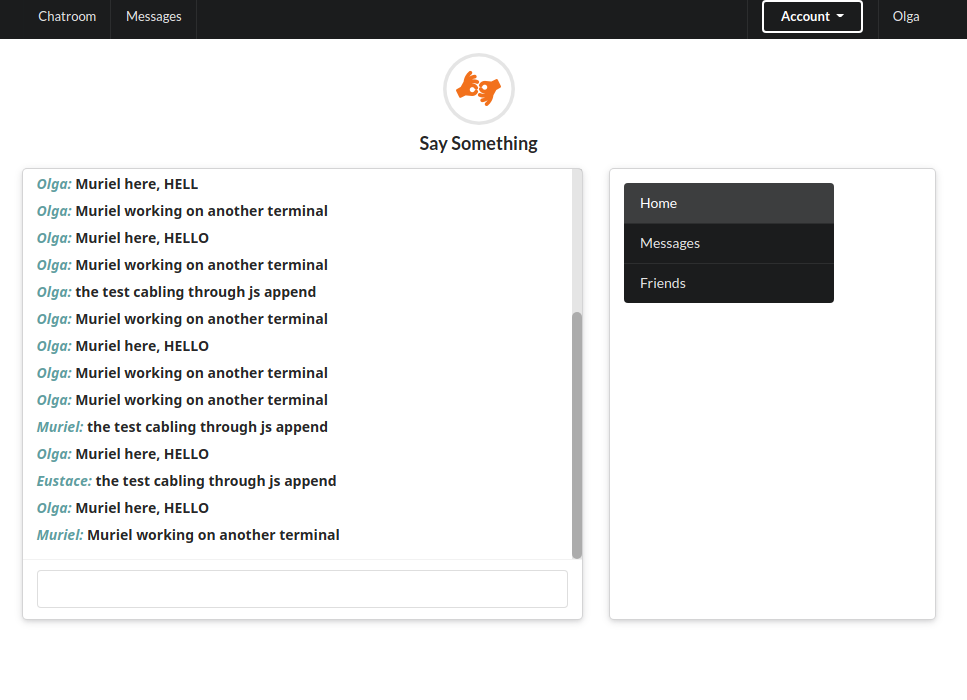 Chatroom Messages Account Olga
Say Something
Olga: Muriel here, HELL
Olga: Muriel working on another terminal
Olga: Muriel here, HELLO
Olga: Muriel working on another terminal
Olga: the test cabling through js append
Olga: Muriel working on another terminal
Olga: Muriel here, HELLO
Olga: Muriel working on another terminal
Olga: Muriel working on another terminal
Muriel: the test cabling through js append
Olga: Muriel here, HELLO
Eustace: the test cabling through js append
Olga: Muriel here, HELLO
Muriel: Muriel working on another terminal
Home
Messages
Friends